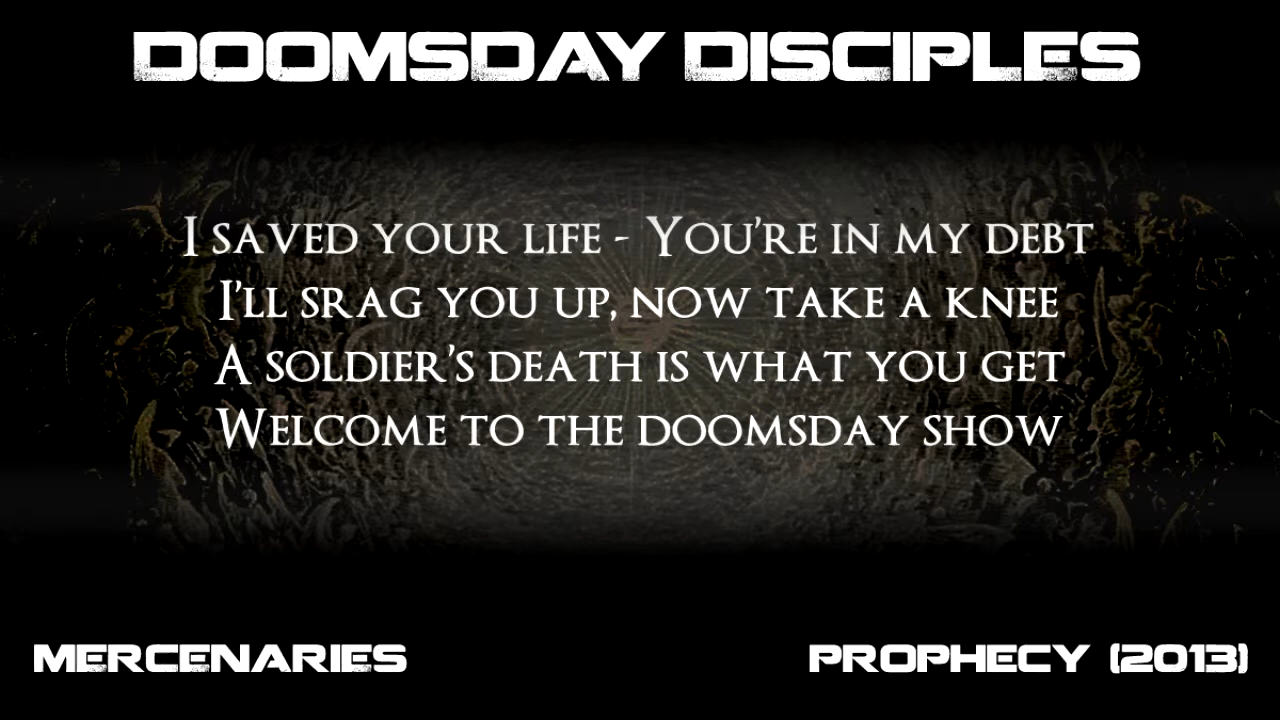 DOOMSDAY DISCIPLES
I SAVED YOUR LIFE - YOU'RE IN MY DEBT
I'LL SRAG YOU UP, NOW TAKE A KNEE
A SOLDIER'S DEATH IS WHAT YOU GET
WELCOME TO THE DOOMSDAY SHOW
MERCENARIES
PROPHECY (2013)